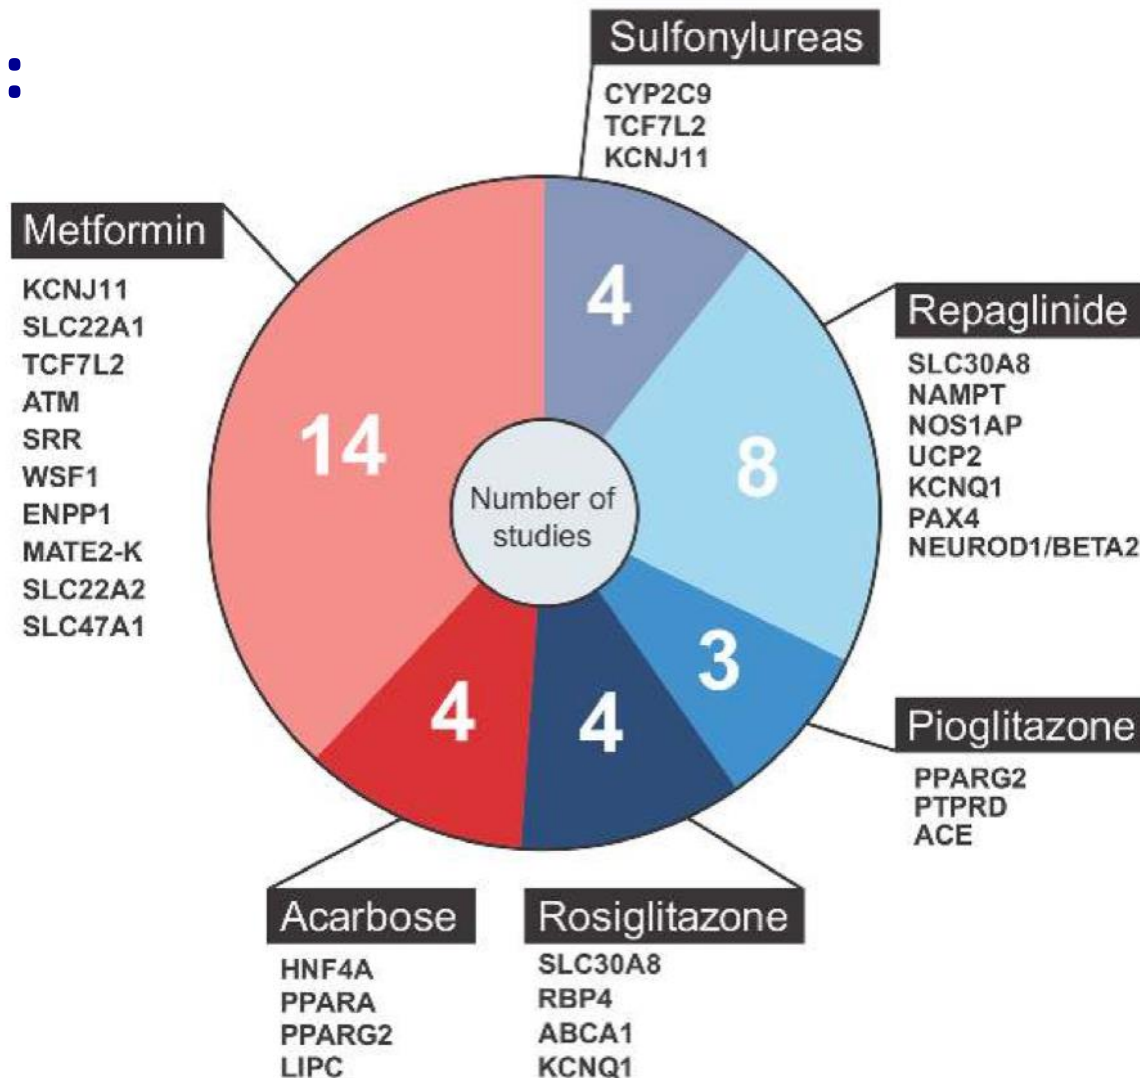 :
Sulfonylureas
CYP2C9
TCF7L2
KCNJ11
Metformin
KCNJ11
SLC22A1
TCF7L2
ATM
SRR
WSF1
ENPP1
MATE2-K
SLC22A2
SLC47A1
Repaglinide
SLC30A8
NAMPT
NOS1AP
UCP2
KCNQ1
PAX4
NEUROD1/BETA2
4
14
8
Number of
studies
3
4
4
Pioglitazone
PPARG2
PTPRD
ACE
Acarbose
HNF4A
PPARA
PPARG2
LIPC
Rosiglitazone
SLC30A8
RBP4
ABCA1
KCNQ1